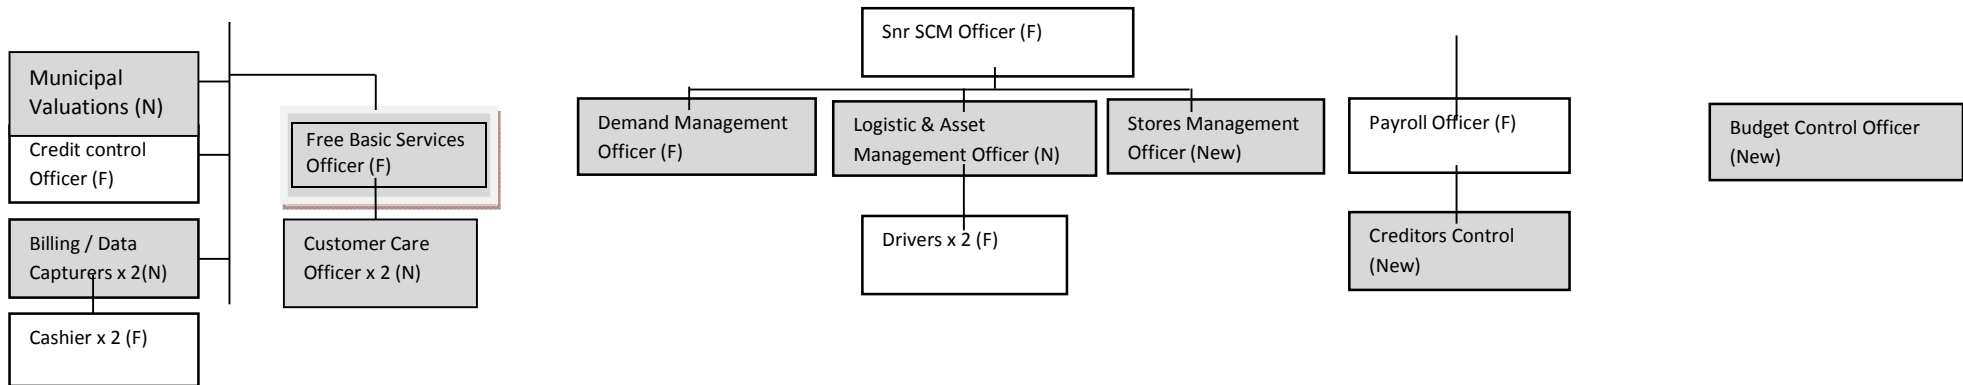 Snr SCM Officer (F)
Municipal
Valuations (N)
Credit control
Officer (F)
Billing / Data
Capturers x 2(N)
Cashier x 2 (F)
Free Basic Services
Officer (F)
Customer Care
Officer x 2 (N)
Demand Management
Officer (F)
Logistic & Asset
Management Officer (N)
Drivers x 2 (F)
Stores Management
Officer (New)
Payroll Officer (F)
Creditors Control
(New)
Budget Control Officer
(New)